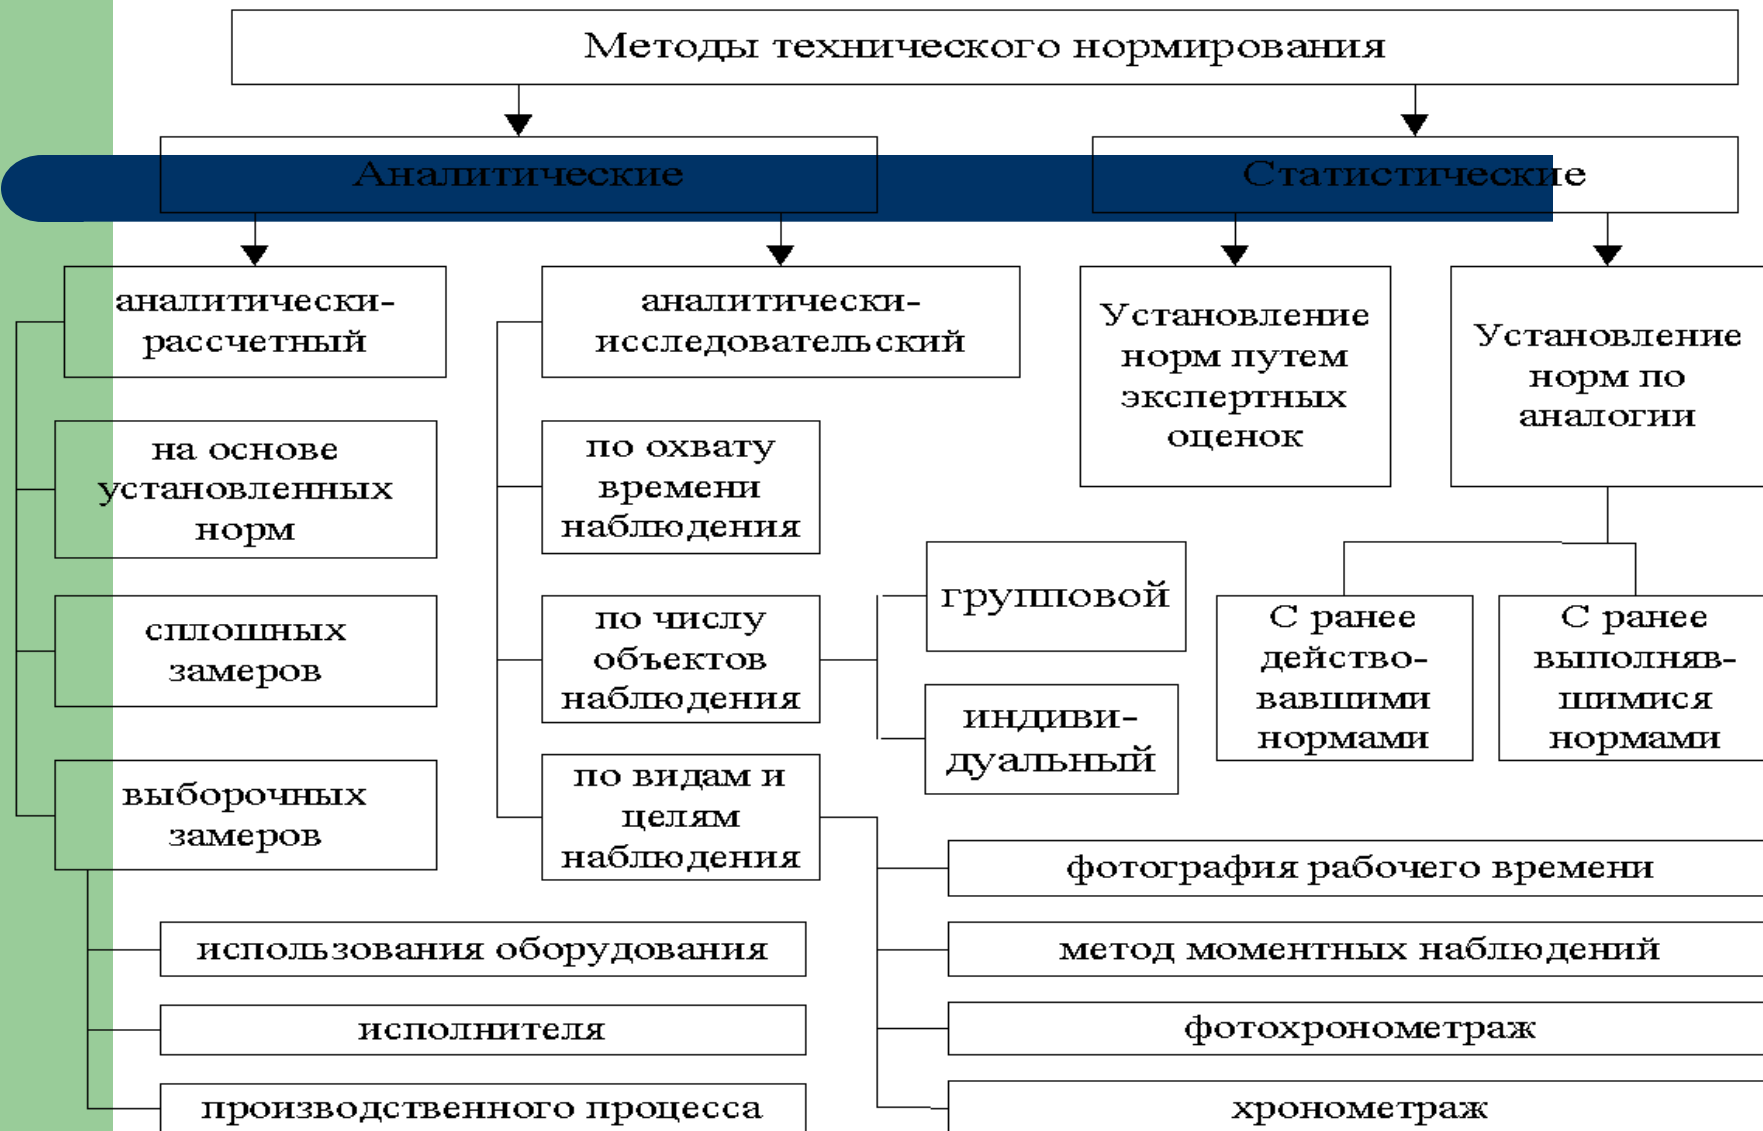 Методы технического нормирования
Аналитические
Статистические
аналитически-
рассчетный
аналитически-
исследовательский
Установление
норм путем
экспертных
оценок
Установление
норм по
аналогии
на основе
установленных
норм
по охвату
времени
наблюдения
сплошных
замеров
по числу
объектов
наблюдения
групповой
индиви-
дуальный
С ранее
действо-
вавшими
нормами
С ранее
выполняв-
шимися
нормами
выборочных
замеров
по видам и
целям
наблюдения
использования оборудования
исполнителя
производственного процесса
фотография рабочего времени
метод моментных наблюдений
фотохронометраж
хронометраж